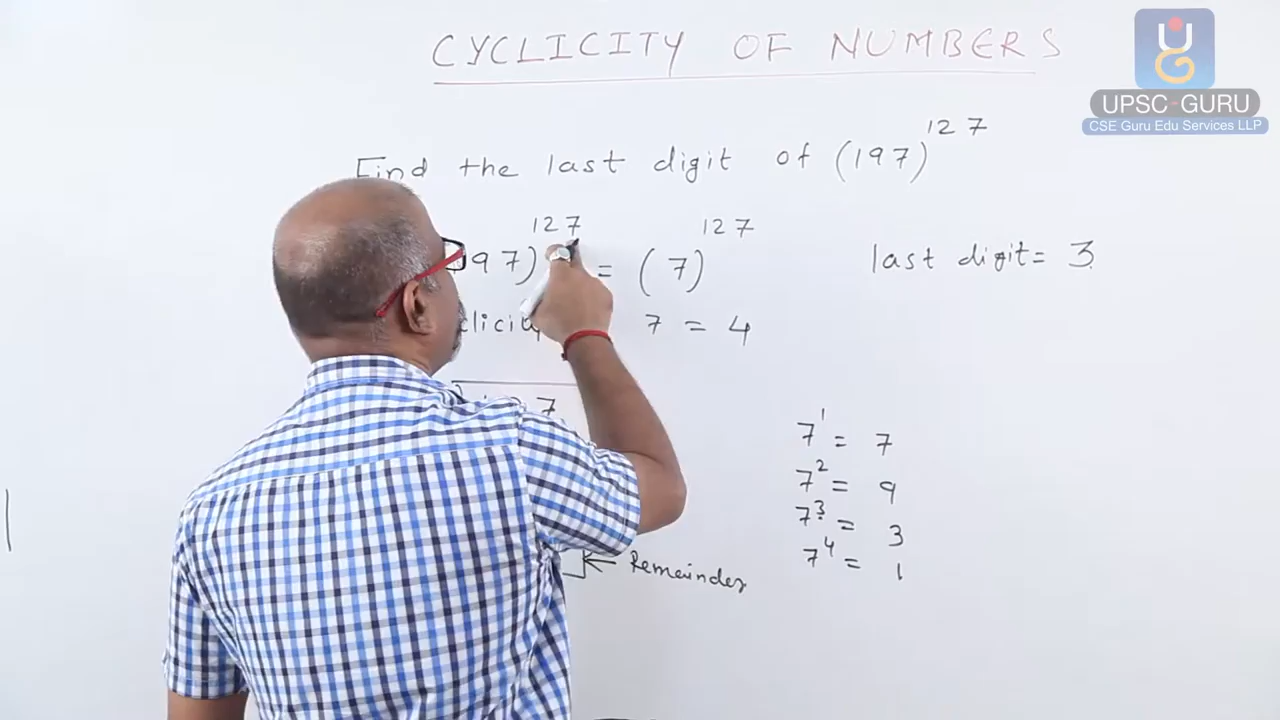 CYCLICITY OF NUMBERS
UPSC-GURU
CSE Guru Edu Services LLP
Find the last digit of (197)^127
97)^127 = (7)^127
last digit = 3
7 = 4
7^1 = 7
7^2 = 9
7^3 = 3
7^4 = 1
Remainder